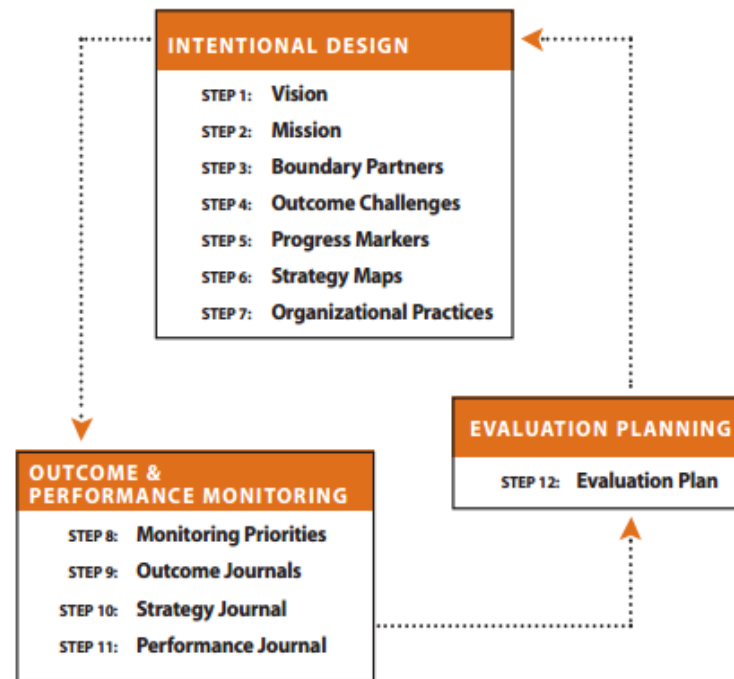 INTENTIONAL DESIGN
STEP 1: Vision
STEP 2: Mission
STEP 3: Boundary Partners
STEP 4: Outcome Challenges
STEP 5: Progress Markers
STEP 6: Strategy Maps
STEP 7: Organizational Practices
OUTCOME &
PERFORMANCE MONITORING
STEP 8: Monitoring Priorities
STEP 9: Outcome Journals
STEP 10: Strategy Journal
STEP 11: Performance Journal
EVALUATION PLANNING
STEP 12: Evaluation Plan